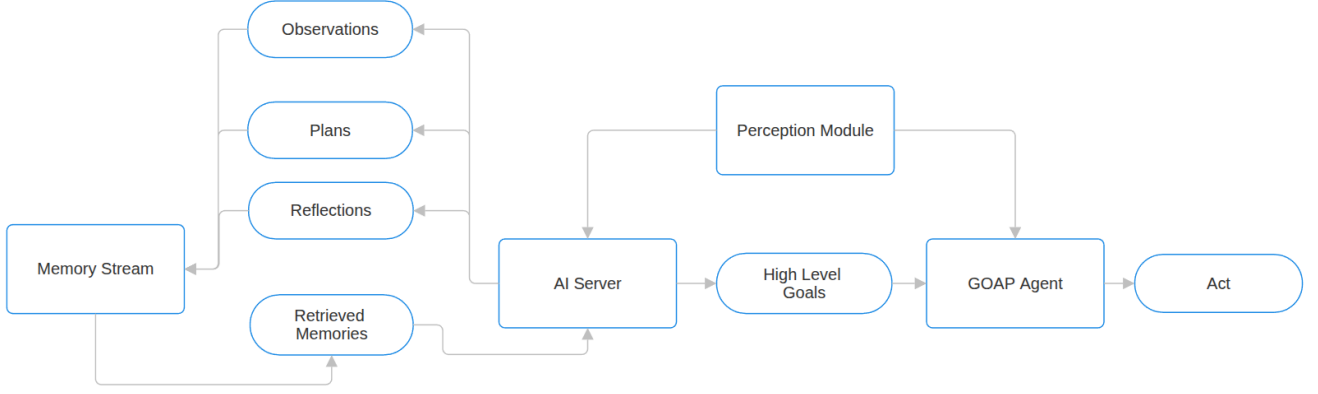 Observations
Plans
Perception Module
Reflections
Memory Stream
AI Server
High Level
Goals
GOAP Agent
Act
Retrieved
Memories